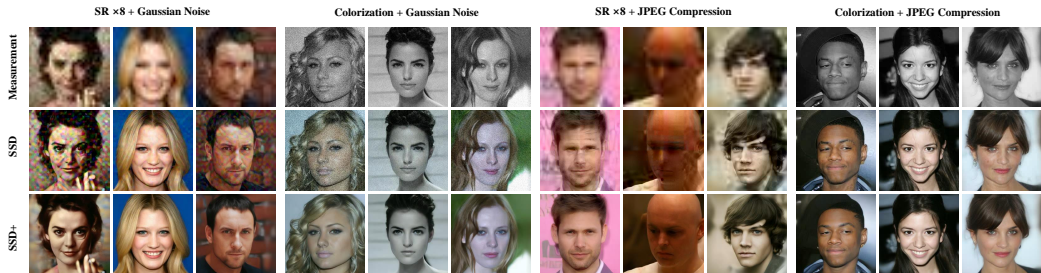 SR ×8 + Gaussian Noise
Colorization + Gaussian Noise
SR ×8 + JPEG Compression
Colorization + JPEG Compression
Measurement
SSD
SSD+